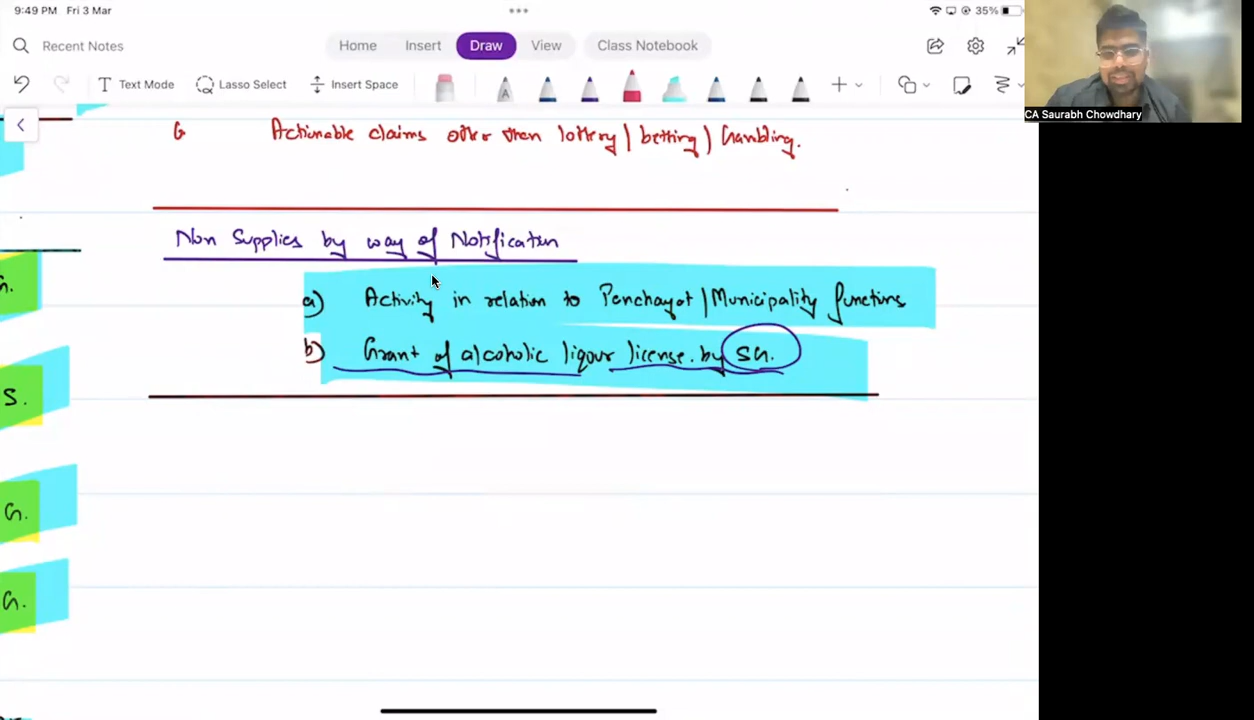 9:49 PM Fri 3 Mar
35%
Recent Notes
Home Insert Draw View Class Notebook
Text Mode Lasso Select Insert Space
CA Saurabh Chowdhary
G Actionable claims other than lottery / betting / Gambling.
Non Supplies by way of Notification
a) Activity in relation to Panchayat / Municipality functions
b) Grant of alcoholic liqour license. by SG.
S.
G.
G.